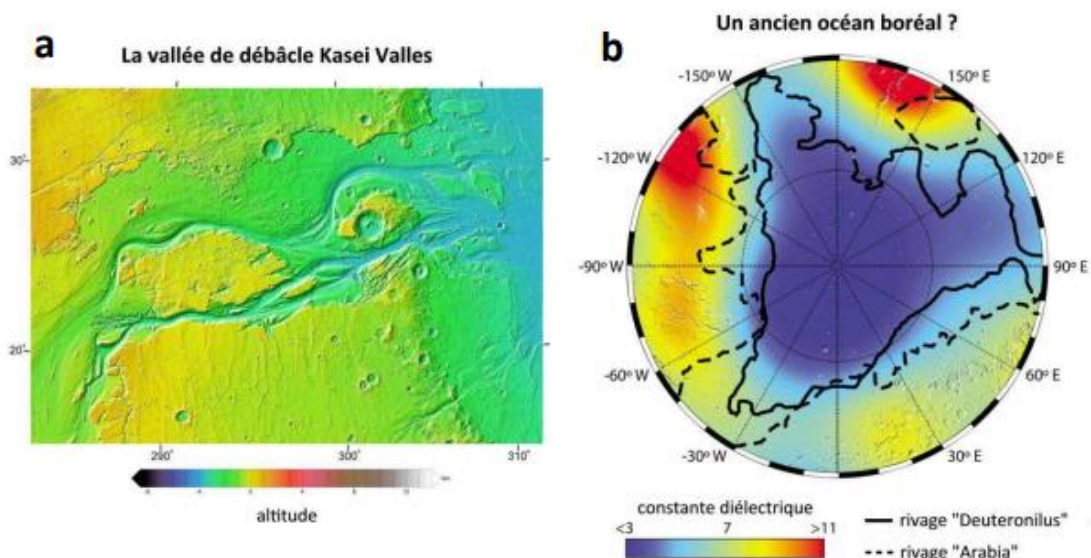 a
La vallée de débâcle Kasei Valles
30°
20°
290°
300°
310°
altitude
b
Un ancien océan boréal ?
-150° W
150° E
-120° W
120° E
-90° W
90° E
-60° W
60° E
-30° W
30° E
constante diélectrique
<3 7 >11
rivage "Deuteronilus"
rivage "Arabia"